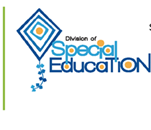 Division of
Special
EducaTiON
s